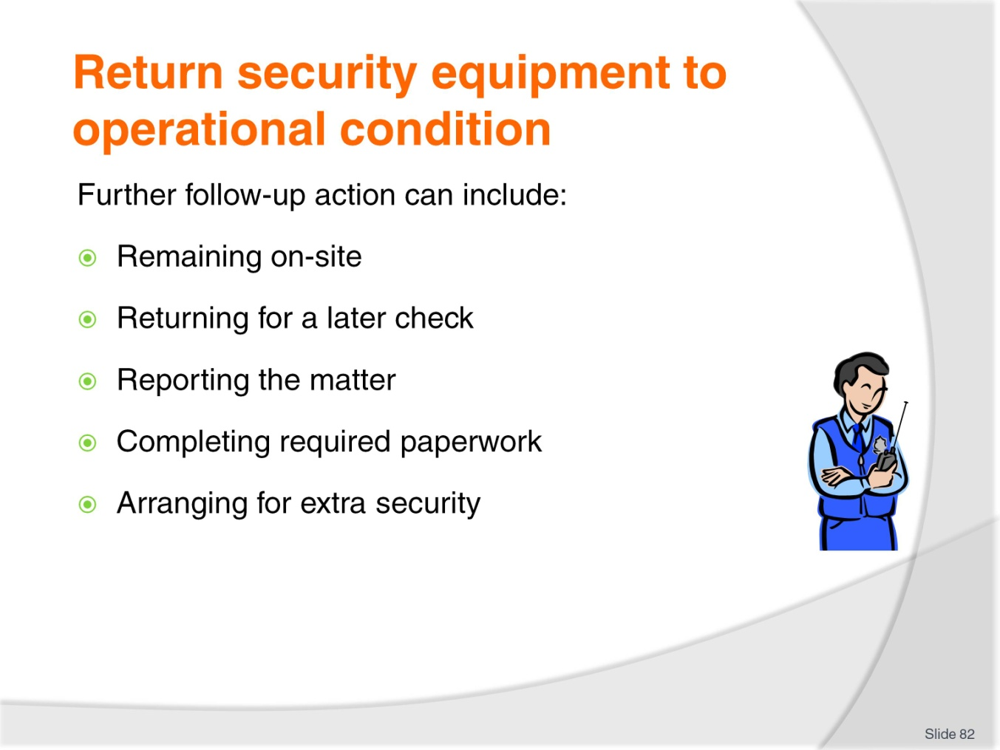 Return security equipment to
operational condition
Further follow-up action can include:
Remaining on-site
Returning for a later check
Reporting the matter
Completing required paperwork
Arranging for extra security
Slide 82